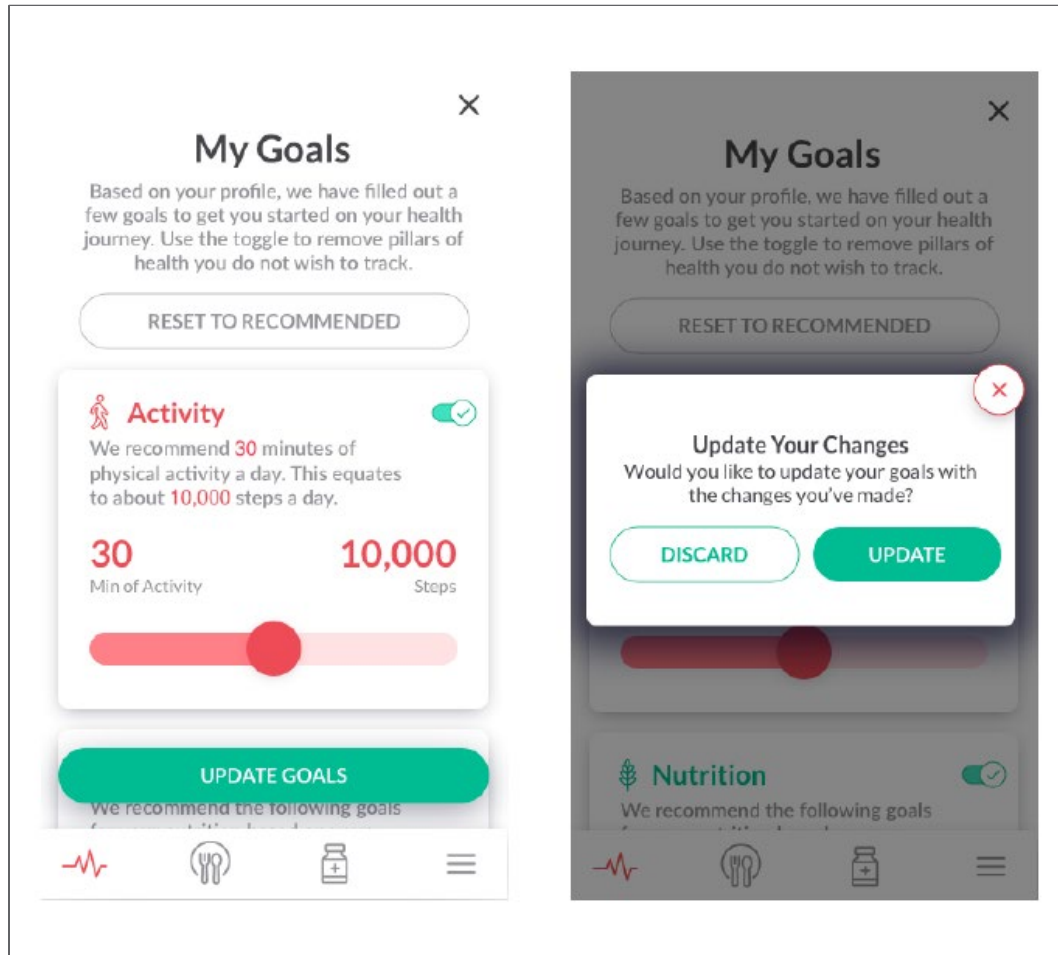 My Goals
Based on your profile, we have filled out a
few goals to get you started on your health
journey. Use the toggle to remove pillars of
health you do not wish to track.
RESET TO RECOMMENDED
Activity
We recommend 30 minutes of
physical activity a day. This equates
to about 10,000 steps a day.
30
Min of Activity
10,000
Steps
UPDATE GOALS
We recommend the following goals
My Goals
Based on your profile, we have filled out a
few goals to get you started on your health
journey. Use the toggle to remove pillars of
health you do not wish to track.
RESET TO RECOMMENDED
Update Your Changes
Would you like to update your goals with
the changes you've made?
DISCARD
UPDATE
Nutrition
We recommend the following goals